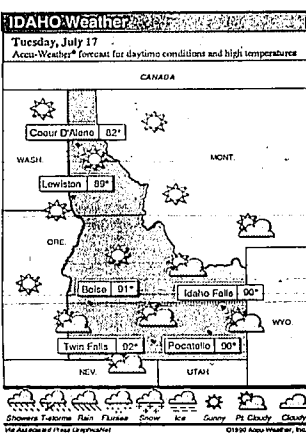 IDAHO Weather
Tuesday, July 17
Accu-Weather® forecast for daytime conditions and high temperatures
CANADA
Coeur D'Alene 82°
WASH.
MONT.
Lewiston 89°
ORE.
Boise 91°
Idaho Falls 90°
WYO.
Twin Falls 92°
Pocatello 90°
NEV.
UTAH
Showers T-storms Rain Flurries Snow Ice Sunny Pt. Cloudy Cloudy
Via Associated Press GraphicsNet
©1990 Accu-Weather, Inc.